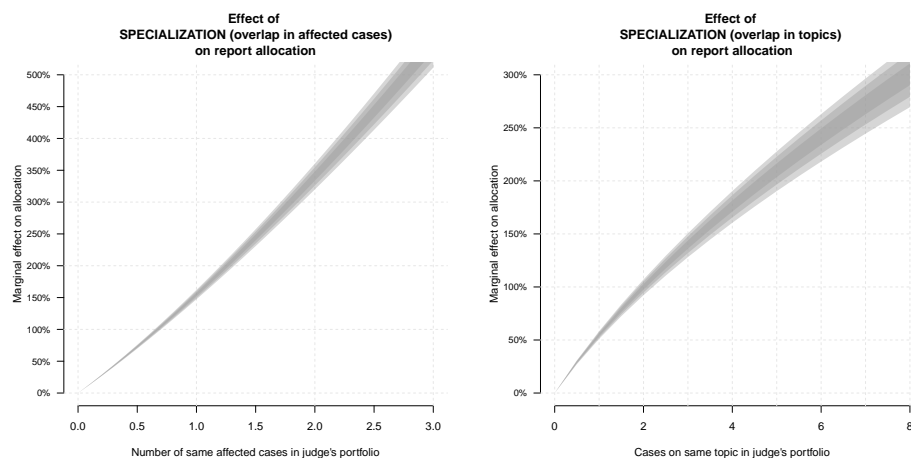 Effect of
SPECIALIZATION (overlap in affected cases)
on report allocation
500%
450%
400%
350%
300%
250%
200%
150%
100%
50%
0%
Marginal effect on allocation
0.0 0.5 1.0 1.5 2.0 2.5 3.0
Number of same affected cases in judge's portfolio
Effect of
SPECIALIZATION (overlap in topics)
on report allocation
300%
250%
200%
150%
100%
50%
0%
Marginal effect on allocation
0 2 4 6 8
Cases on same topic in judge's portfolio